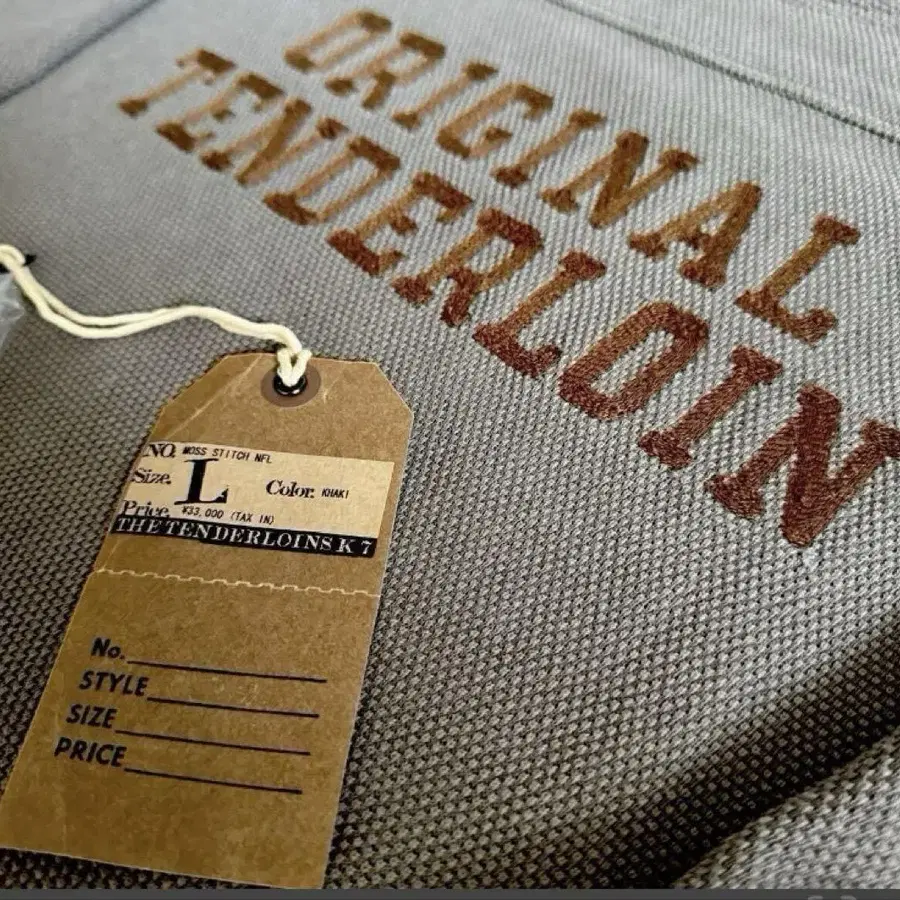 ORIGINAL
TENDERLOIN
NO. MOSS STITCH NFL
Size. L Color. KHAKI
Price. ¥33,000 (TAX IN)
THE TENDERLOINS K 7
No.
STYLE
SIZE
PRICE